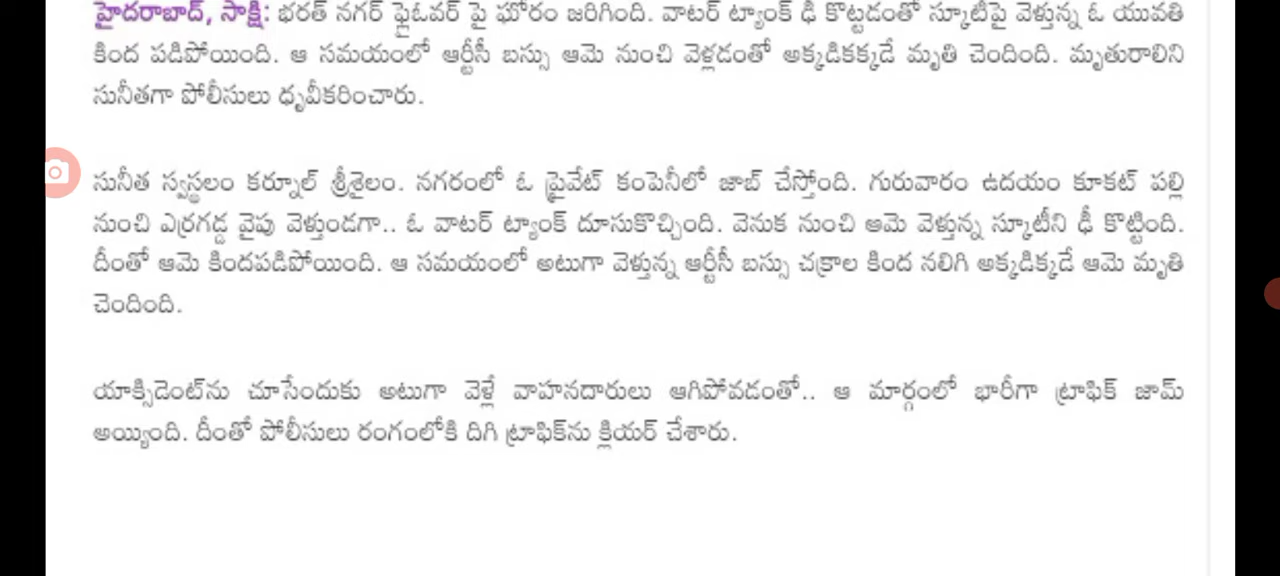 హైదరాబాద్, సాక్షి: భరత్ నగర్ ఫ్లైఓవర్ పై ఘోరం జరిగింది. వాటర్ ట్యాంక్ ఢీ కొట్టడంతో స్కూటీపై వెళ్తున్న ఓ యువతి
కింద పడిపోయింది. ఆ సమయంలో ఆర్టీసీ బస్సు ఆమె నుంచి వెళ్లడంతో అక్కడికక్కడే మృతి చెందింది. మృతురాలిని
సునీతగా పోలీసులు ధృవీకరించారు.
సునీత స్వస్థలం కర్నూల్ శ్రీశైలం. నగరంలో ఓ ప్రైవేట్ కంపెనీలో జాబ్ చేస్తోంది. గురువారం ఉదయం కూకట్ పల్లి
నుంచి ఎర్రగడ్డ వైపు వెళ్తుండగా.. ఓ వాటర్ ట్యాంక్ దూసుకొచ్చింది. వెనుక నుంచి ఆమె వెళ్తున్న స్కూటీని ఢీ కొట్టింది.
దీంతో ఆమె కిందపడిపోయింది. ఆ సమయంలో అటుగా వెళ్తున్న ఆర్టీసీ బస్సు చక్రాల కింద నలిగి అక్కడిక్కడే ఆమె మృతి
చెందింది.
యాక్సిడెంట్‌ను చూసేందుకు అటుగా వెళ్లే వాహనదారులు ఆగిపోవడంతో.. ఆ మార్గంలో భారీగా ట్రాఫిక్ జామ్
అయ్యింది. దీంతో పోలీసులు రంగంలోకి దిగి ట్రాఫిక్‌ను క్లియర్ చేశారు.